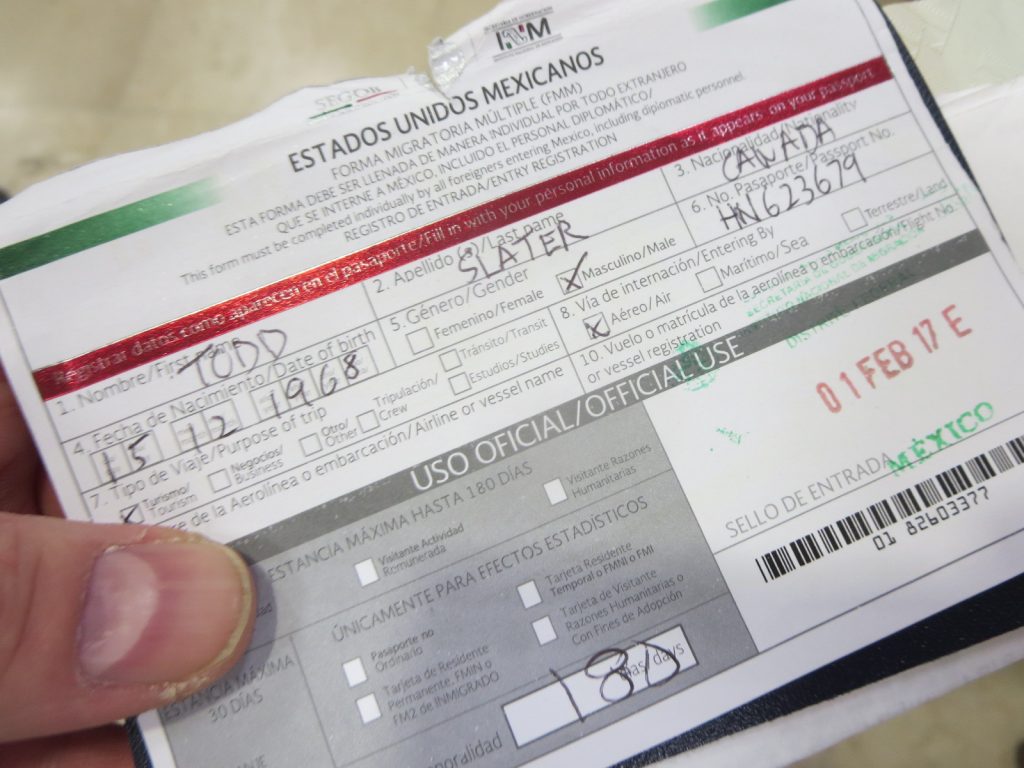 SEGOB
INM
ESTADOS UNIDOS MEXICANOS
FORMA MIGRATORIA MÚLTIPLE (FMM)
ESTA FORMA DEBE SER LLENADA DE MANERA INDIVIDUAL POR TODO EXTRANJERO
QUE SE INTERNE A MÉXICO, INCLUIDO EL PERSONAL DIPLOMÁTICO/
This form must be completed individually by all foreigners entering Mexico, including diplomatic personnel.
REGISTRO DE ENTRADA/ENTRY REGISTRATION
Registrar datos como aparecen en el pasaporte/Fill in with your personal information as it appears on your passport
1. Nombre/First name
TODD
2. Apellido(s)/Last name
SLATER
3. Nacionalidad/Nationality
CANADA
4. Fecha de Nacimiento/Date of birth
15 12 1968
5. Género/Gender
Femenino/Female
Masculino/Male
6. No. Pasaporte/Passport No.
HN623679
7. Tipo de Viaje/Purpose of trip
Turismo/Tourism
Negocios/Business
Otro/Other
Tripulación/Crew
Tránsito/Transit
Estudios/Studies
8. Vía de internación/Entering By
Aéreo/Air
Marítimo/Sea
Terrestre/Land
de la Aerolínea o embarcación/Airline or vessel name
10. Vuelo o matrícula de la aerolínea o embarcación/Flight No.
or vessel registration
USO OFICIAL/OFFICIAL USE
ESTANCIA MÁXIMA HASTA 180 DÍAS
Visitante Actividad
Remunerada
Visitante Razones
Humanitarias
ÚNICAMENTE PARA EFECTOS ESTADÍSTICOS
Pasaporte no
Ordinario
Tarjeta de Residente
Permanente, FMIN o
FM2 de INMIGRADO
Tarjeta Residente
Temporal o FMNI o FMI
Tarjeta de Visitante
Razones Humanitarias o
Con Fines de Adopción
ESTANCIA MÁXIMA
30 DÍAS
180
días/days
01 FEB 17 E
MÉXICO
SELLO DE ENTRADA
01 82603377